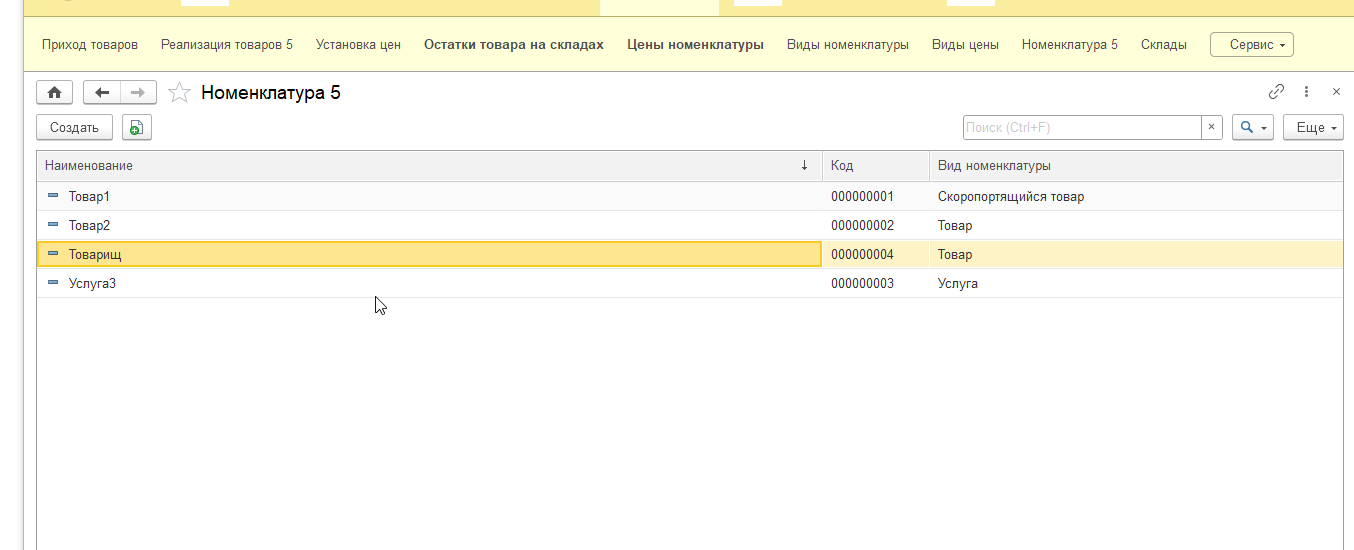 Приход товаров Реализация товаров 5 Установка цен Остатки товара на складах Цены номенклатуры Виды номенклатуры Виды цены Номенклатура 5 Склады Сервис
Номенклатура 5
Создать Поиск (Ctrl+F) Еще
Наименование Код Вид номенклатуры
Товар1 000000001 Скоропортящийся товар
Товар2 000000002 Товар
Товарищ 000000004 Товар
Услуга3 000000003 Услуга